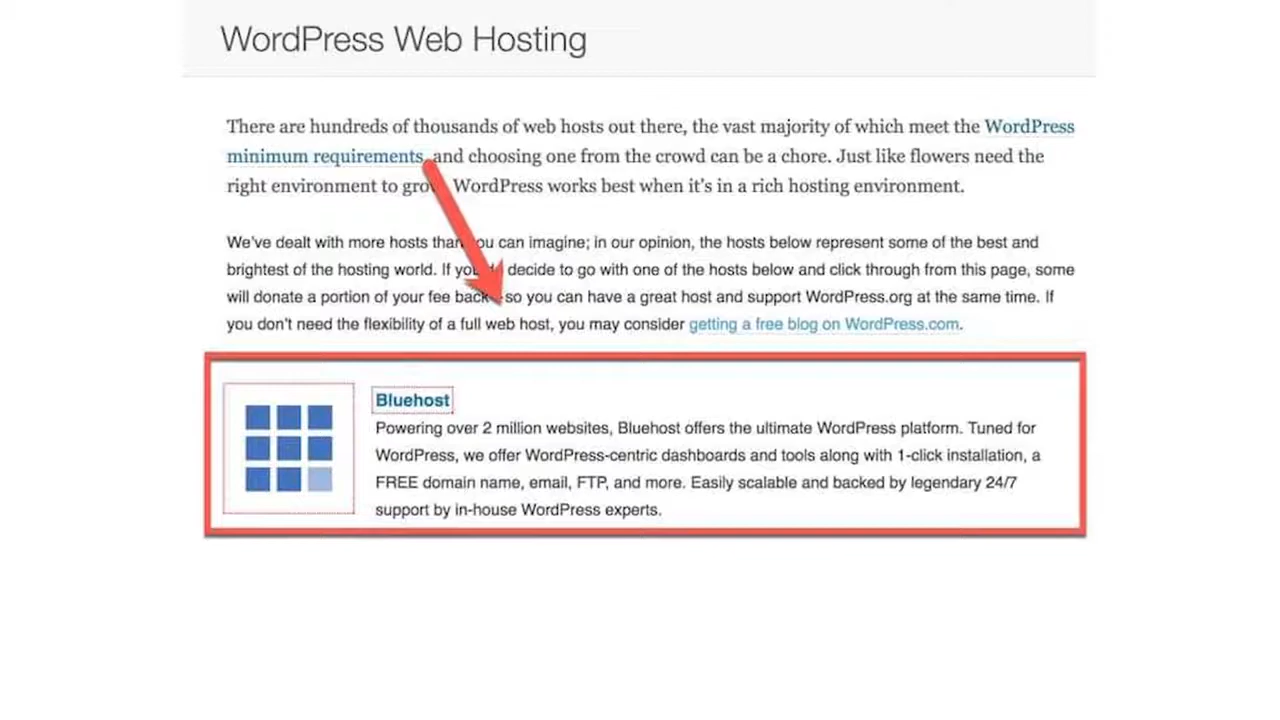 WordPress Web Hosting
There are hundreds of thousands of web hosts out there, the vast majority of which meet the WordPress
minimum requirements, and choosing one from the crowd can be a chore. Just like flowers need the
right environment to gro WordPress works best when it's in a rich hosting environment.
We've dealt with more hosts than ou can imagine; in our opinion, the hosts below represent some of the best and
brightest of the hosting world. If yo decide to go with one of the hosts below and click through from this page, some
will donate a portion of your fee back so you can have a great host and support WordPress.org at the same time. If
you don't need the flexibility of a full web host, you may consider getting a free blog on WordPress.com.
Bluehost
Powering over 2 million websites, Bluehost offers the ultimate WordPress platform. Tuned for
WordPress, we offer WordPress-centric dashboards and tools along with 1-click installation, a
FREE domain name, email, FTP, and more. Easily scalable and backed by legendary 24/7
support by in-house WordPress experts.